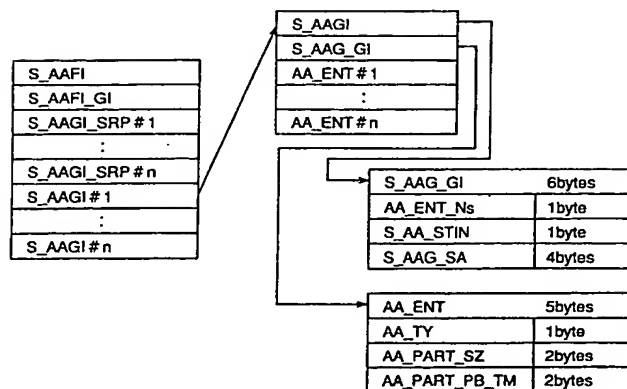 S_AAFI
S_AAFI_GI
S_AAGI_SRP#1
:
S_AAGI_SRP#n
S_AAGI#1
:
S_AAGI#n
S_AAGI
S_AAG_GI
AA_ENT#1
:
AA_ENT#n
S_AAG_GI 6bytes
AA_ENT_Ns 1byte
S_AA_STIN 1byte
S_AAG_SA 4bytes
AA_ENT 5bytes
AA_TY 1byte
AA_PART_SZ 2bytes
AA_PART_PB_TM 2bytes